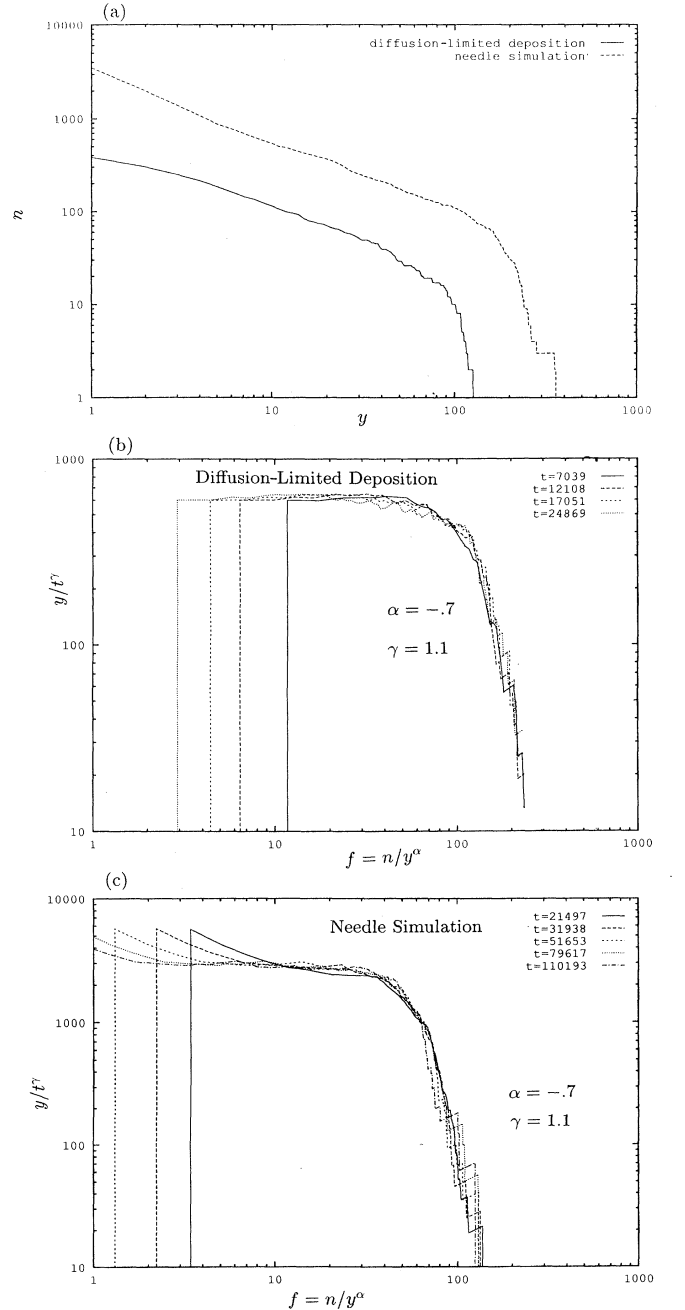 (a)
10000
diffusion-limited deposition
needle simulation
1000
n
100
10
1
1 10 y 100 1000
(b)
1000
Diffusion-Limited Deposition
t=7039
t=12108
t=17051
t=24869
y/t^γ
α = −.7
100
γ = 1.1
10
1 10 100 1000
f = n/y^α
(c)
10000
Needle Simulation
t=21497
t=31938
t=51653
t=79617
t=110193
1000
y/t^γ
α = −.7
γ = 1.1
100
10
1 10 100 1000
f = n/y^α